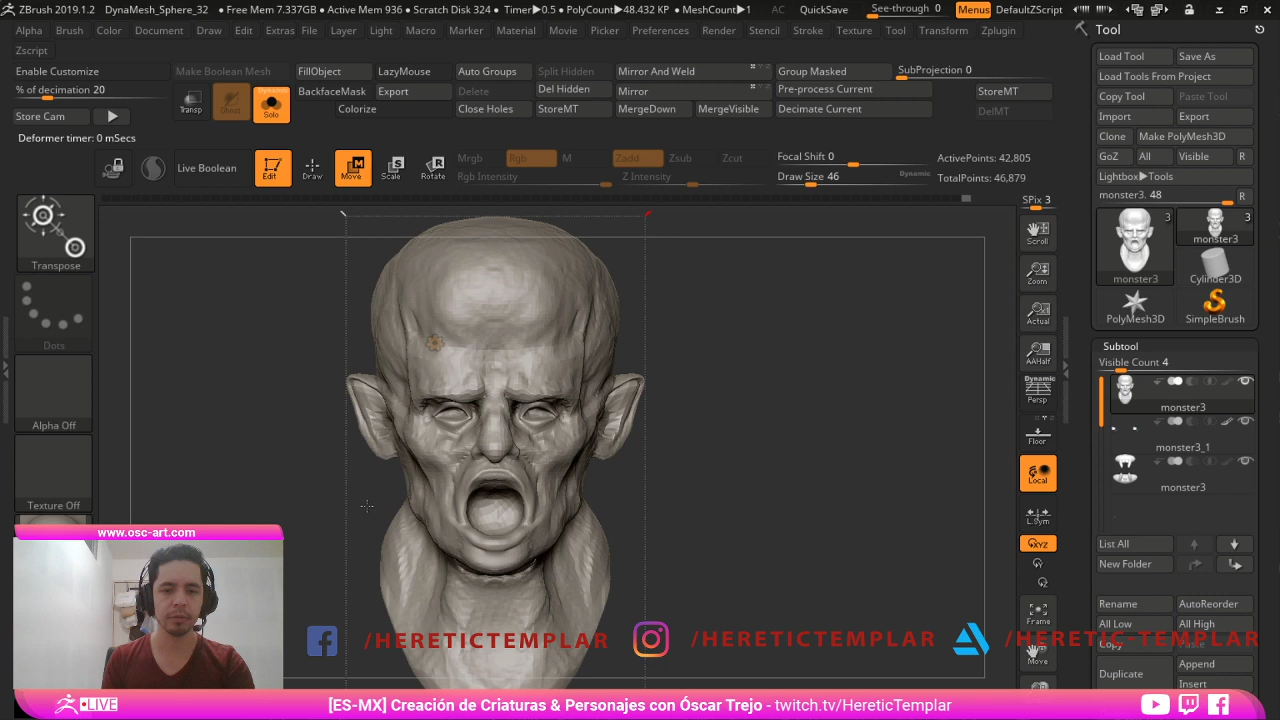 ZBrush 2019.1.2 DynaMesh_Sphere_32 • Free Mem 7.337GB • Active Mem 936 • Scratch Disk 324 • Timer▶0.5 • PolyCount▶48.432 KP • MeshCount▶1 AC QuickSave See-through 0 Menus DefaultZScript
Alpha Brush Color Document Draw Edit Extras File Layer Light Macro Marker Material Movie Picker Preferences Render Stencil Stroke Texture Tool Transform Zplugin
Zscript
Enable Customize Make Boolean Mesh FillObject LazyMouse Auto Groups Split Hidden Mirror And Weld Group Masked SubProjection 0
% of decimation 20 Transp Ghost Dynamic Solo BackfaceMask Export Delete Del Hidden Mirror Pre-process Current StoreMT
Store Cam Colorize Close Holes StoreMT MergeDown MergeVisible Decimate Current DelMT
Deformer timer: 0 mSecs
Live Boolean Edit Draw Move Scale Rotate Mrgb Rgb M Zadd Zsub Zcut Focal Shift 0 ActivePoints: 42,805
Rgb Intensity Z Intensity Draw Size 46 Dynamic TotalPoints: 46,879
Transpose
Dots
Alpha Off
Texture Off
SPix 3
Scroll
Zoom
Actual
AAHalf
Dynamic
Persp
Floor
Local
L.Sym
XYZ
Frame
Move
Tool
Load Tool Save As
Load Tools From Project
Copy Tool Paste Tool
Import Export
Clone Make PolyMesh3D
GoZ All Visible R
Lightbox▶Tools
monster3. 48 R
3 3
monster3
Cylinder3D
monster3
PolyMesh3D SimpleBrush
Subtool
Visible Count 4
monster3
monster3_1
monster3
List All
New Folder
Rename AutoReorder
All Low All High
Copy Paste
Duplicate Append
Insert
www.osc-art.com
/HERETICTEMPLAR /HERETICTEMPLAR /HERETIC_TEMPLAR
LIVE [ES-MX] Creación de Criaturas & Personajes con Óscar Trejo - twitch.tv/HereticTemplar